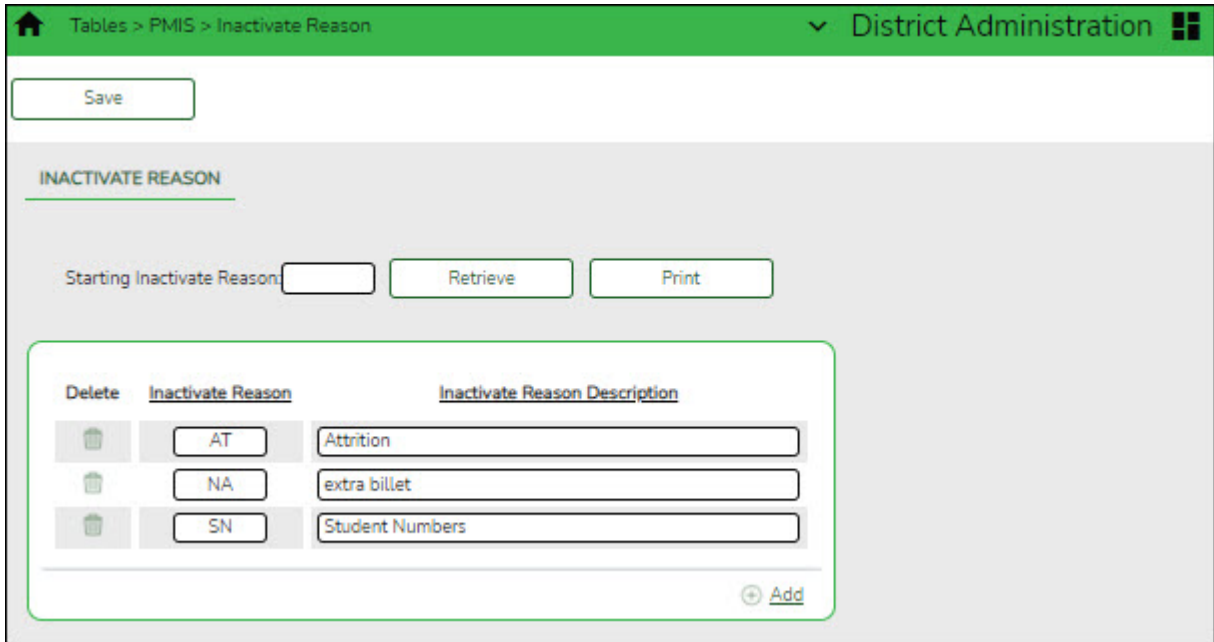 Tables > PMIS > Inactivate Reason District Administration
Save
INACTIVATE REASON
Starting Inactivate Reason: Retrieve Print
Delete Inactivate Reason Inactivate Reason Description
AT Attrition
NA extra billet
SN Student Numbers
Add